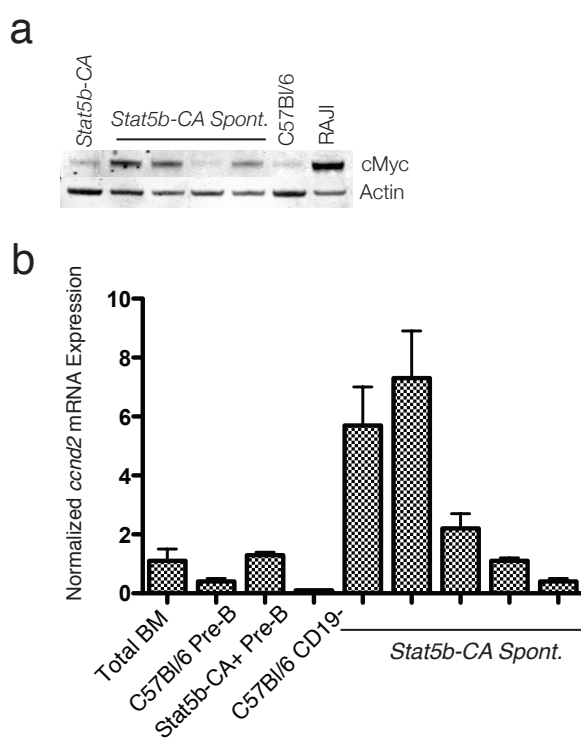 a
Stat5b-CA
Stat5b-CA Spont.
C57Bl/6
RAJI
cMyc
Actin
b
Normalized ccnd2 mRNA Expression
10
8
6
4
2
0
Total BM
C57Bl/6 Pre-B
Stat5b-CA+ Pre-B
C57Bl/6 CD19-
Stat5b-CA Spont.